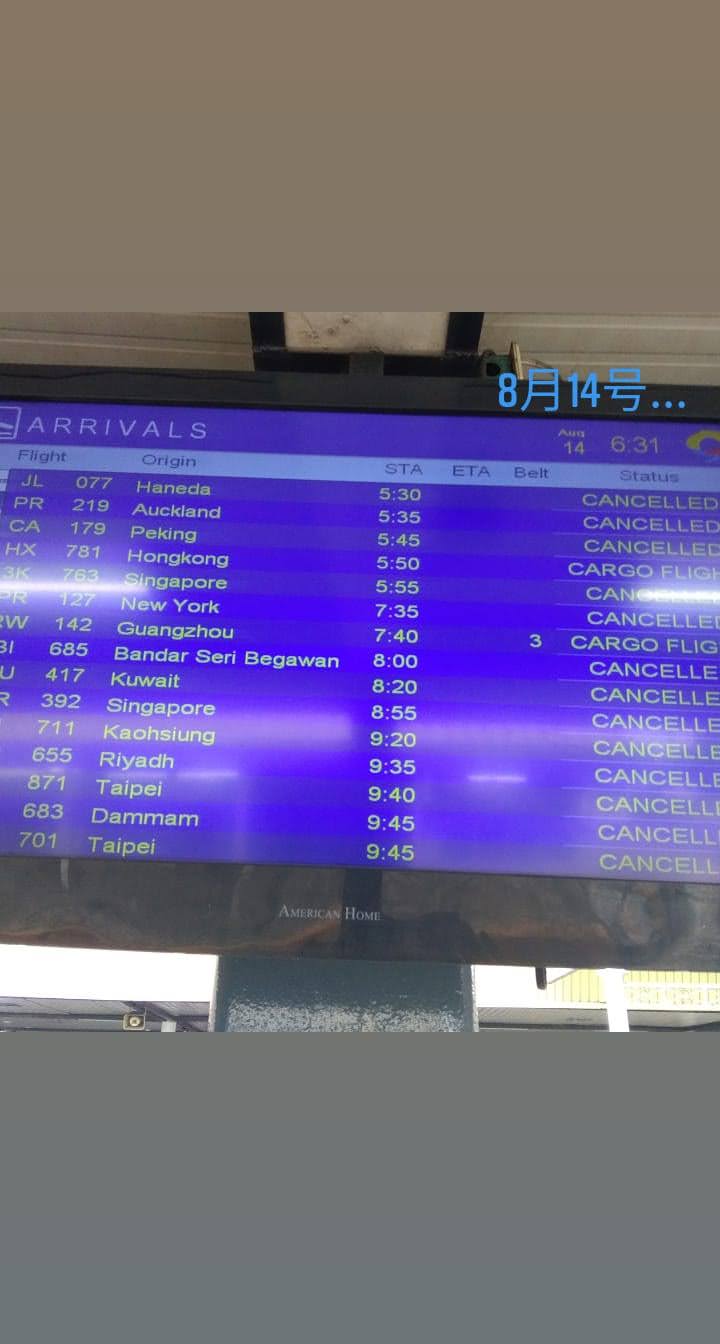 8月14号...
ARRIVALS Aug 14 6:31
Flight Origin STA ETA Belt Status
JL 077 Haneda 5:30 CANCELLED
PR 219 Auckland 5:35 CANCELLED
CA 179 Peking 5:45 CANCELLED
HX 781 Hongkong 5:50 CARGO FLIGH
3K 763 Singapore 5:55 CANCELLED
PR 127 New York 7:35 CANCELLED
RW 142 Guangzhou 7:40 3 CARGO FLIG
BI 685 Bandar Seri Begawan 8:00 CANCELLE
U 417 Kuwait 8:20 CANCELLE
R 392 Singapore 8:55 CANCELLE
711 Kaohsiung 9:20 CANCELLE
655 Riyadh 9:35 CANCELLE
871 Taipei 9:40 CANCELL
683 Dammam 9:45 CANCELL
701 Taipei 9:45 CANCELL
AMERICAN HOME